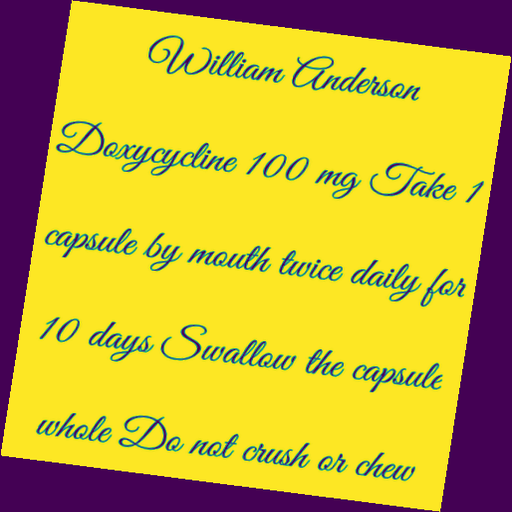 William Anderson
Doxycycline 100 mg Take 1
capsule by mouth twice daily for
10 days Swallow the capsule
whole Do not crush or chew